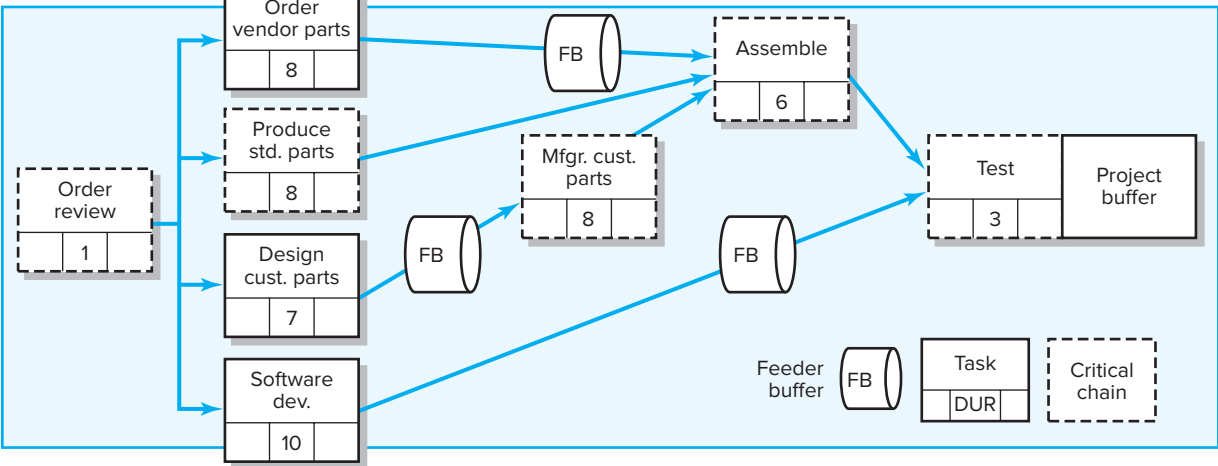 Order
vendor parts
8
FB
Assemble
6
Produce
std. parts
8
Mfgr. cust.
parts
8
Test
3
Project
buffer
Order
review
1
Design
cust. parts
7
FB
FB
Software
dev.
10
Feeder
buffer
FB
Task
DUR
Critical
chain